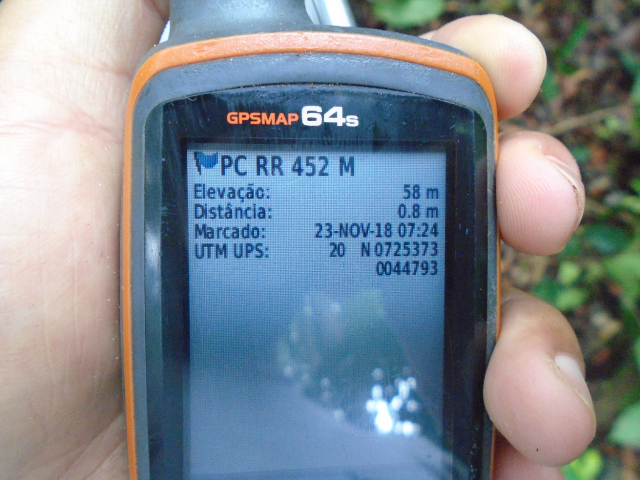 GPSMAP 64s
PC RR 452 M
Elevação: 58 m
Distância: 0.8 m
Marcado: 23-NOV-18 07:24
UTM UPS: 20 N 0725373
0044793